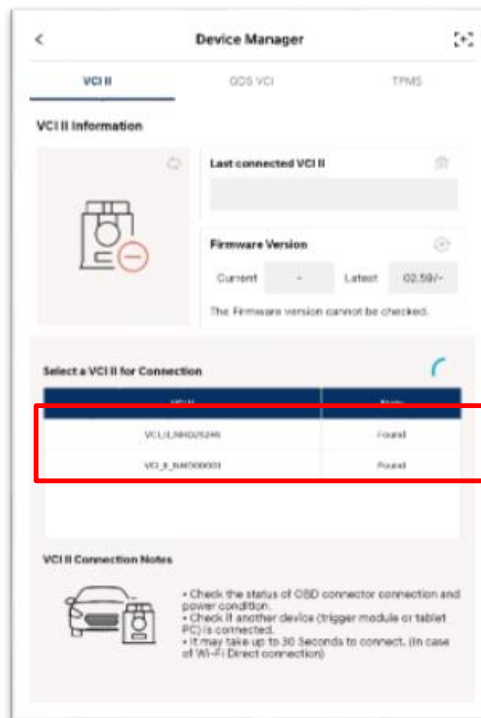 Device Manager
VCI II
GDS VCI
TPMS
VCI II Information
Last connected VCI II
Firmware Version
Current - Latest 02.59/-
The Firmware version cannot be checked.
Select a VCI II for Connection
VCI II
State
Found
Found
VCI II Connection Notes
• Check the status of OBD connector connection and
power condition.
• Check if another device (trigger module or tablet
PC) is connected.
• It may take up to 30 Seconds to connect. (In case
of Wi-Fi Direct connection)